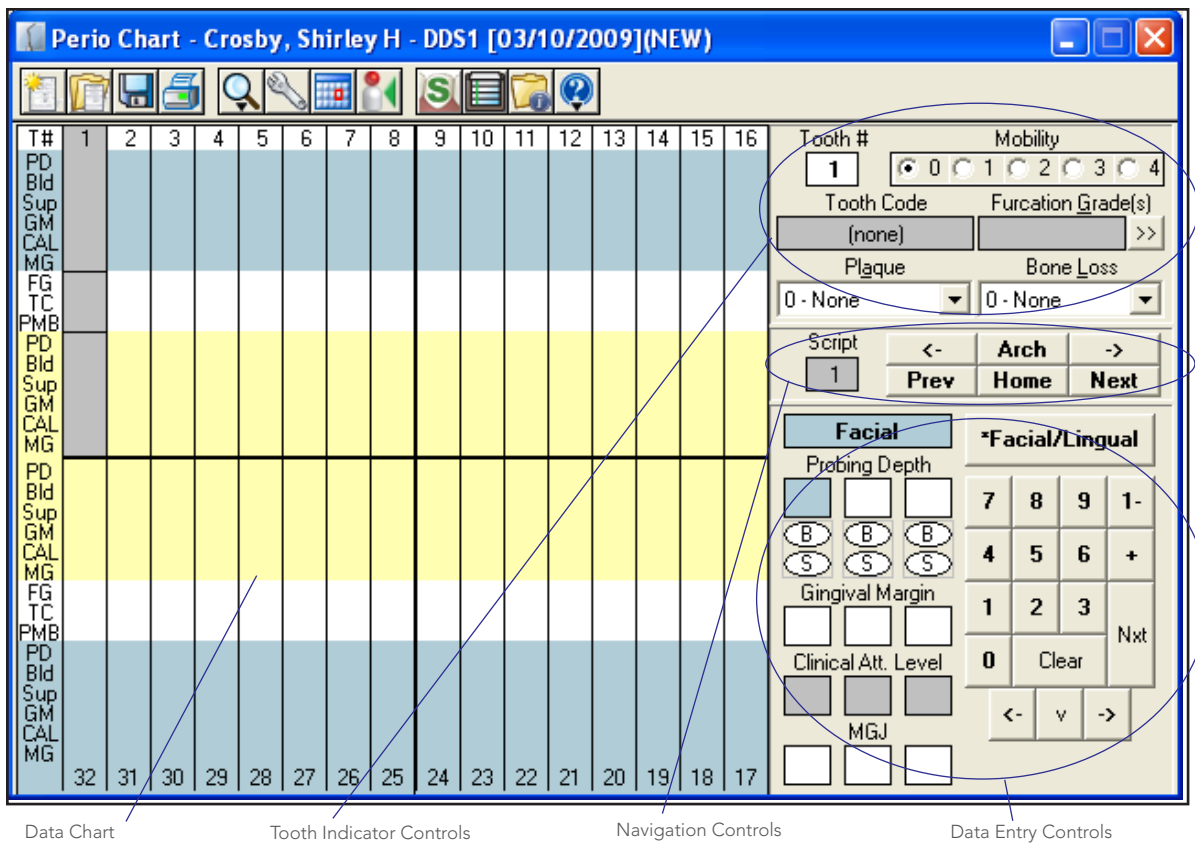 Perio Chart - Crosby, Shirley H - DDS1 [03/10/2009](NEW)
S
T# 1 2 3 4 5 6 7 8 9 10 11 12 13 14 15 16
PD
Bld
Sup
GM
CAL
MG
FG
TC
PMB
PD
Bld
Sup
GM
CAL
MG
PD
Bld
Sup
GM
CAL
MG
FG
TC
PMB
PD
Bld
Sup
GM
CAL
MG
32 31 30 29 28 27 26 25 24 23 22 21 20 19 18 17
Tooth # Mobility
1 0 1 2 3 4
Tooth Code Furcation Grade(s)
(none) >>
Plaque Bone Loss
0 - None 0 - None
Script <- Arch ->
1 Prev Home Next
Facial *Facial/Lingual
Probing Depth
7 8 9 1-
B B B
S S S
4 5 6 +
Gingival Margin
1 2 3 Nxt
Clinical Att. Level
0 Clear
<- v ->
MGJ
Data Chart Tooth Indicator Controls Navigation Controls Data Entry Controls